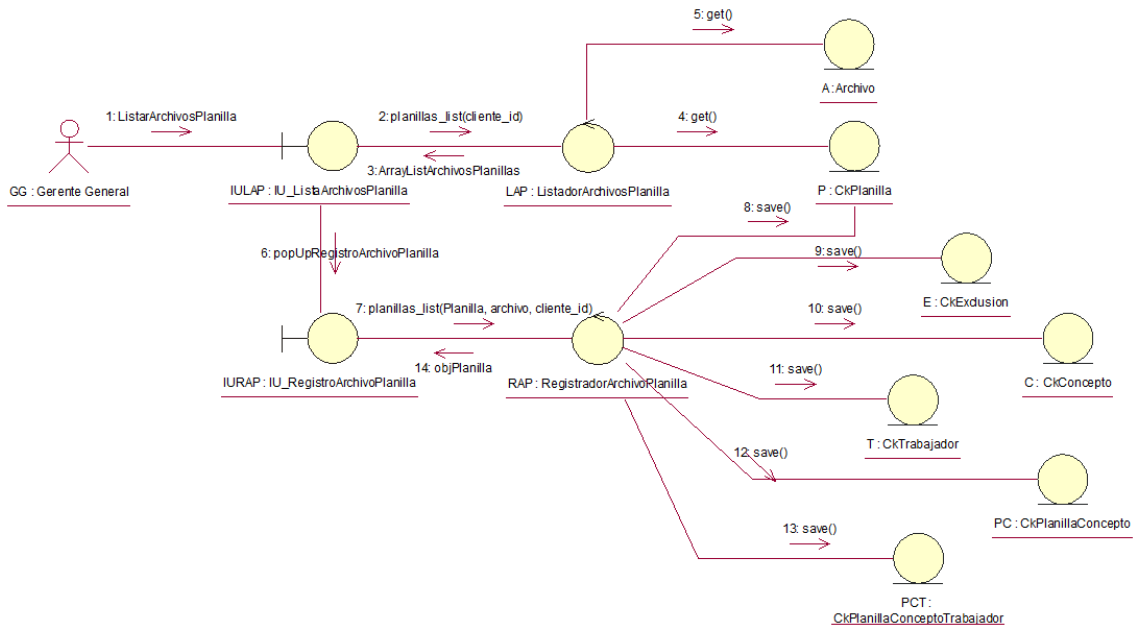 5: get()
A : Archivo
1: ListarArchivosPlanilla
2: planillas_list(cliente_id)
4: get()
3: ArrayListArchivosPlanillas
GG : Gerente General
IULAP : IU_ListaArchivosPlanilla
LAP : ListadorArchivosPlanilla
P : CkPlanilla
8: save()
6: popUpRegistroArchivoPlanilla
9: save()
E : CkExclusion
7: planillas_list(Planilla, archivo, cliente_id)
10: save()
14: objPlanilla
11: save()
IURAP : IU_RegistroArchivoPlanilla
RAP : RegistradorArchivoPlanilla
C : CkConcepto
T : CkTrabajador
12: save()
PC : CkPlanillaConcepto
13: save()
PCT :
CkPlanillaConceptoTrabajador